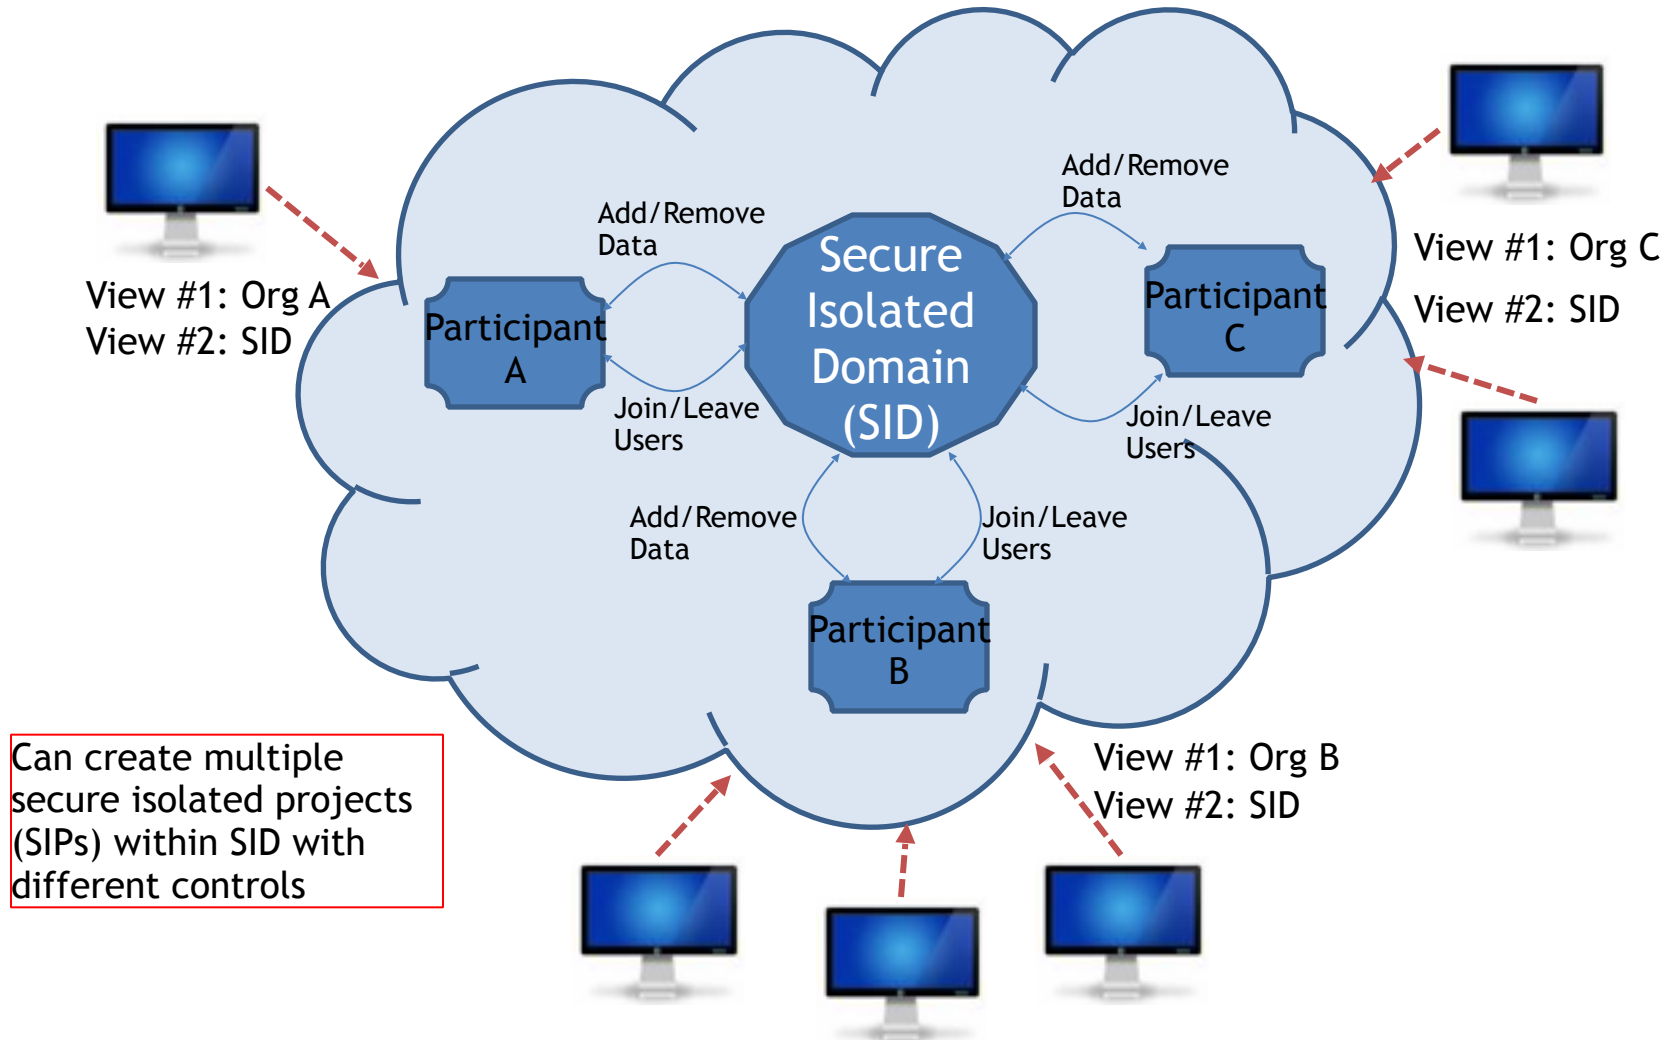 Add/Remove
Data
Add/Remove
Data
Secure
Isolated
Domain
(SID)
View #1: Org A
View #2: SID
Participant
A
Participant
C
View #1: Org C
View #2: SID
Join/Leave
Users
Join/Leave
Users
Add/Remove
Data
Join/Leave
Users
Participant
B
Can create multiple
secure isolated projects
(SIPs) within SID with
different controls
View #1: Org B
View #2: SID